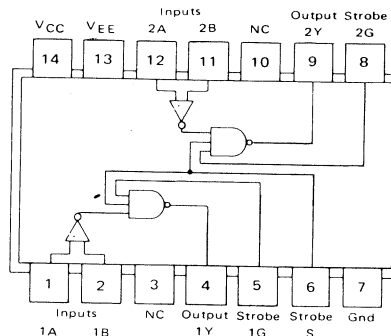 Inputs Output Strobe
VCC VEE 2A 2B NC 2Y 2G
14 13 12 11 10 9 8
1 2 3 4 5 6 7
Inputs NC Output Strobe Strobe Gnd
1A 1B 1Y 1G S